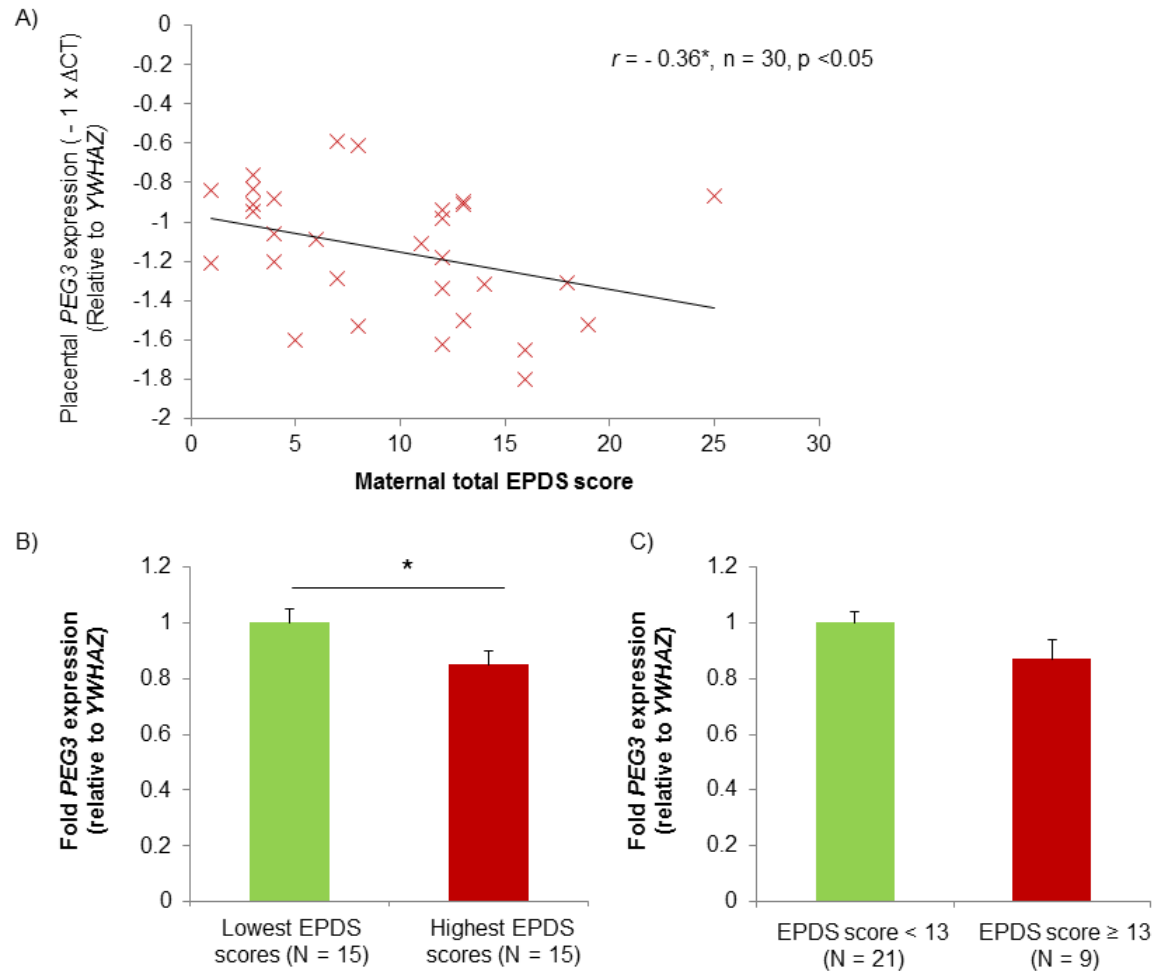 A)
Placental PEG3 expression ( - 1 x ΔCT)
(Relative to YWHAZ)
0
-0.2
-0.4
-0.6
-0.8
-1
-1.2
-1.4
-1.6
-1.8
-2
r = - 0.36*, n = 30, p <0.05
0 5 10 15 20 25 30
Maternal total EPDS score
B)
Fold PEG3 expression
(relative to YWHAZ)
1.2
1
0.8
0.6
0.4
0.2
0
*
Lowest EPDS
scores (N = 15)
Highest EPDS
scores (N = 15)
C)
Fold PEG3 expression
(relative to YWHAZ)
1.2
1
0.8
0.6
0.4
0.2
0
EPDS score < 13
(N = 21)
EPDS score ≥ 13
(N = 9)